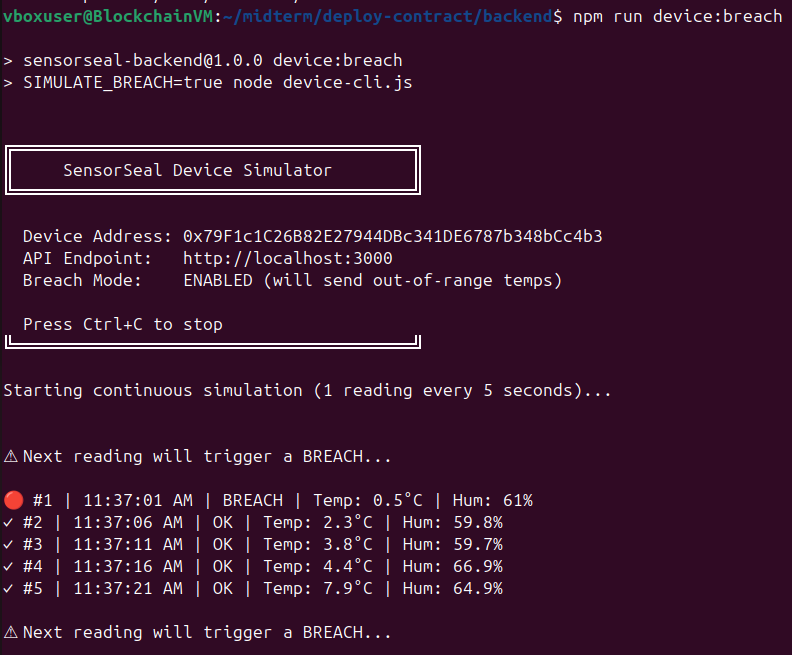 vboxuser@BlockchainVM:~/midterm/deploy-contract/backend$ npm run device:breach
> sensorseal-backend@1.0.0 device:breach
> SIMULATE_BREACH=true node device-cli.js
SensorSeal Device Simulator
Device Address: 0x79F1c1C26B82E27944DBc341DE6787b348bCc4b3
API Endpoint: http://localhost:3000
Breach Mode: ENABLED (will send out-of-range temps)
Press Ctrl+C to stop
Starting continuous simulation (1 reading every 5 seconds)...
⚠ Next reading will trigger a BREACH...
🔴 #1 | 11:37:01 AM | BREACH | Temp: 0.5°C | Hum: 61%
✓ #2 | 11:37:06 AM | OK | Temp: 2.3°C | Hum: 59.8%
✓ #3 | 11:37:11 AM | OK | Temp: 3.8°C | Hum: 59.7%
✓ #4 | 11:37:16 AM | OK | Temp: 4.4°C | Hum: 66.9%
✓ #5 | 11:37:21 AM | OK | Temp: 7.9°C | Hum: 64.9%
⚠ Next reading will trigger a BREACH...